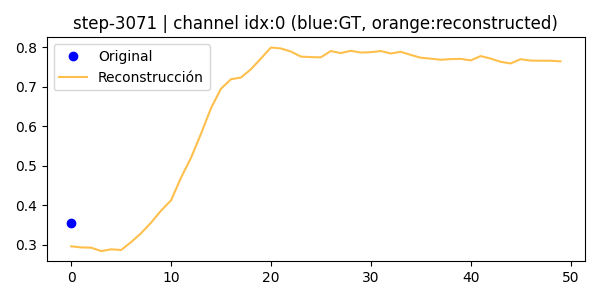 step-3071 | channel idx:0 (blue:GT, orange:reconstructed)
Original
Reconstrucción
0.8
0.7
0.6
0.5
0.4
0.3
0 10 20 30 40 50